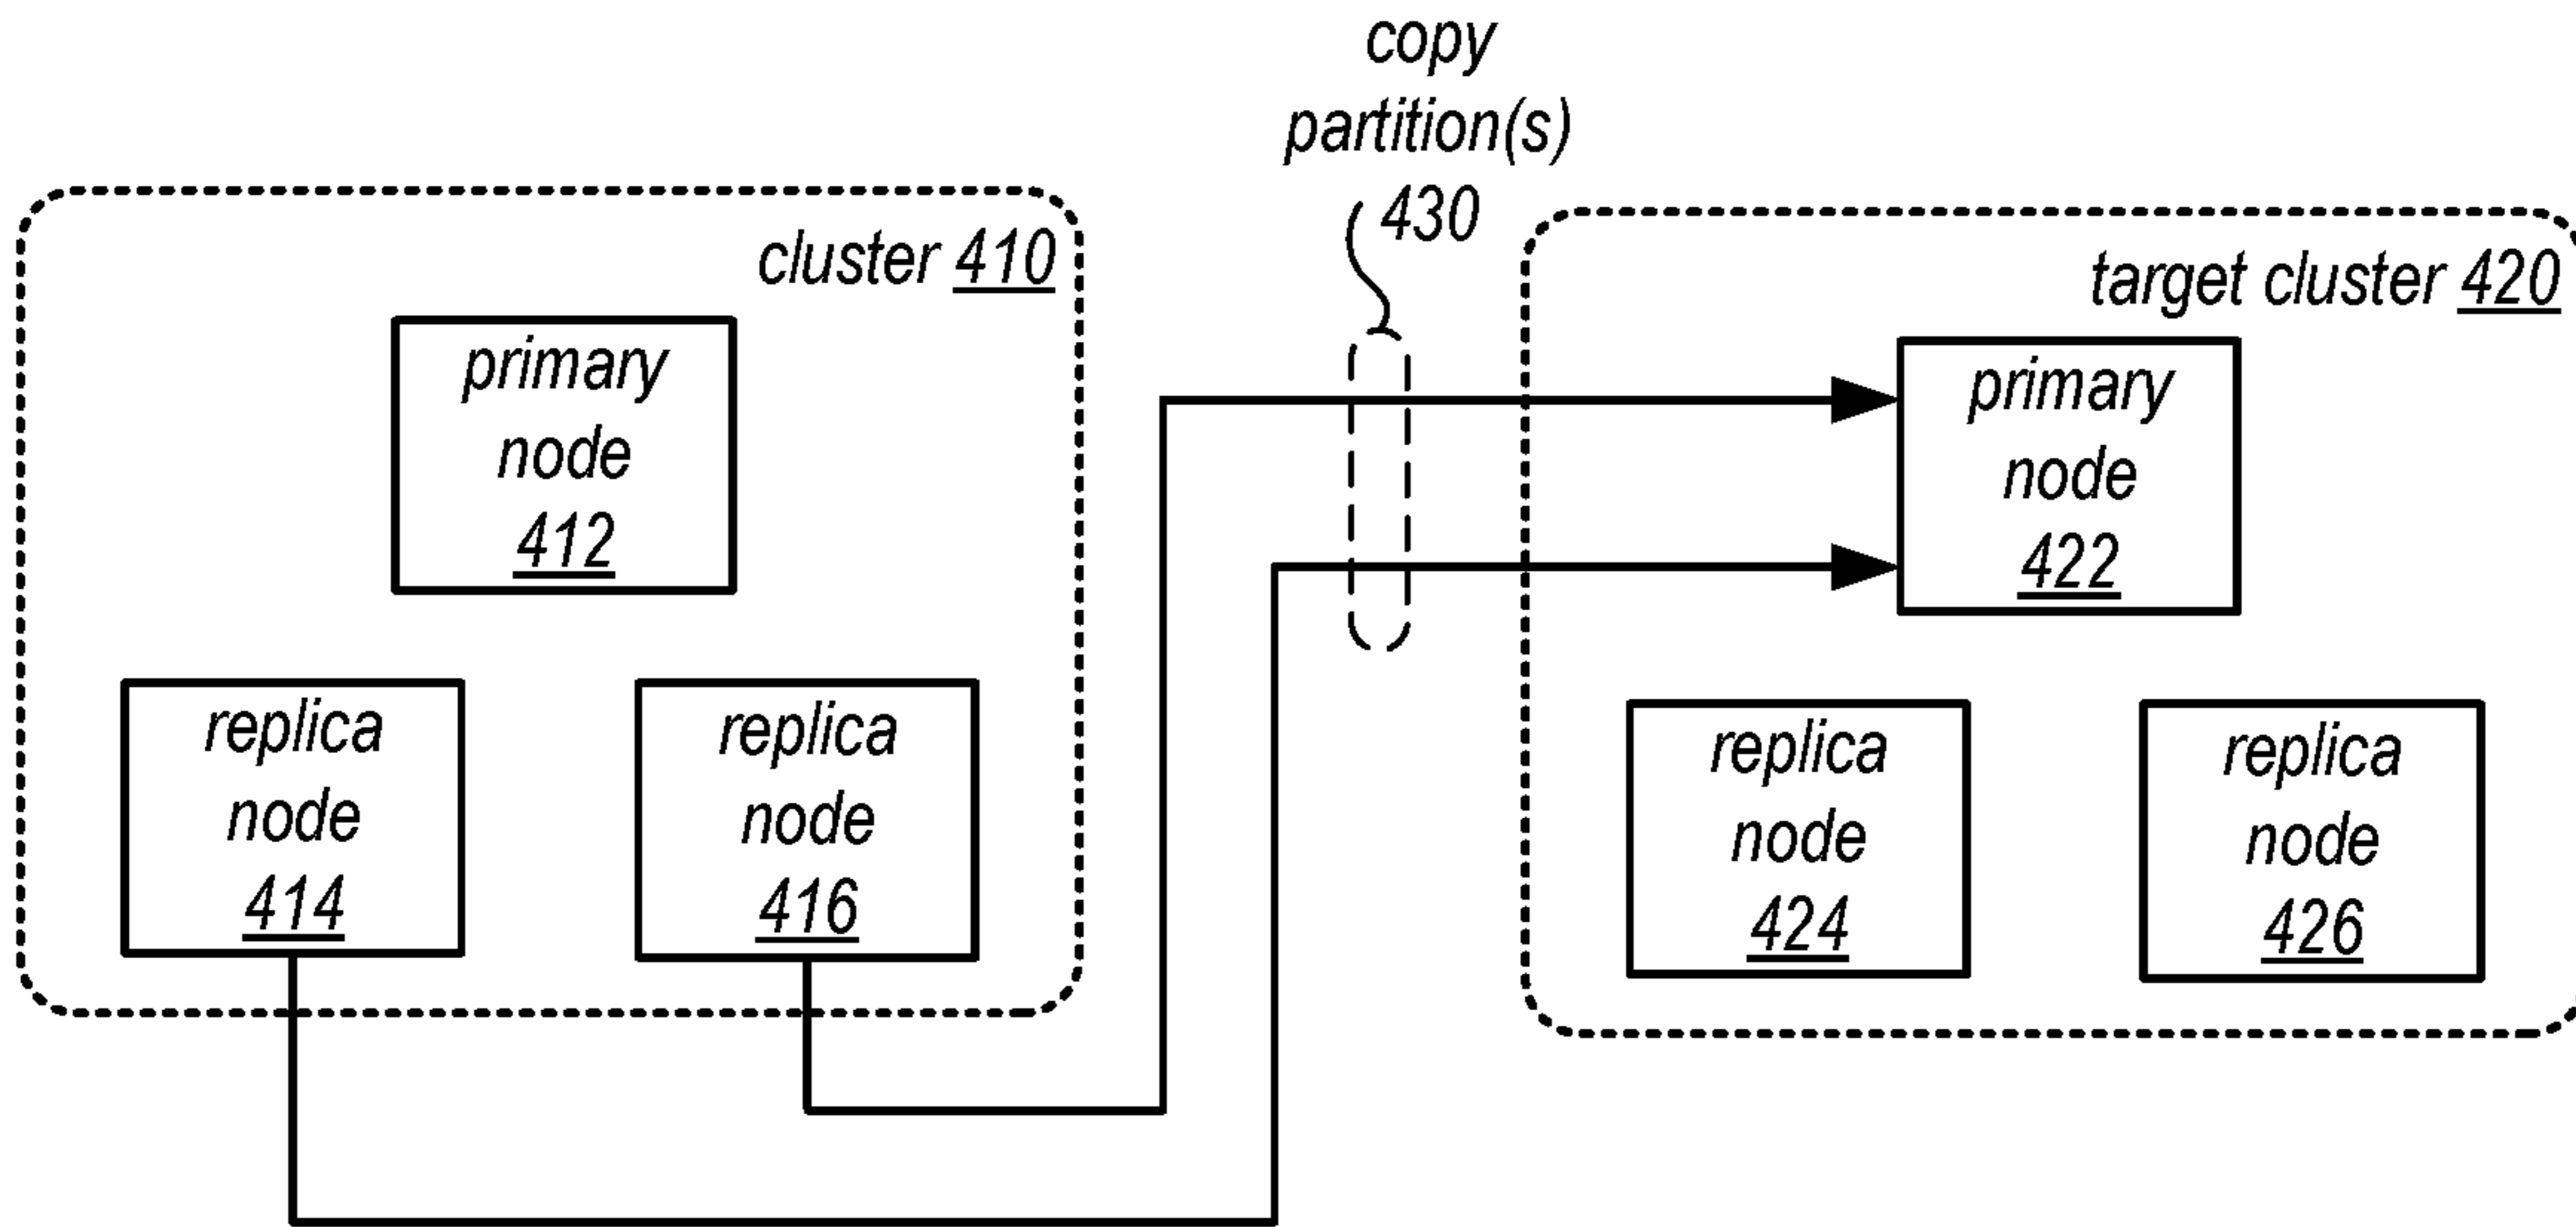 copy
partition(s)
430
cluster 410
target cluster 420
primary
node
412
primary
node
422
replica
node
414
replica
node
416
replica
node
424
replica
node
426